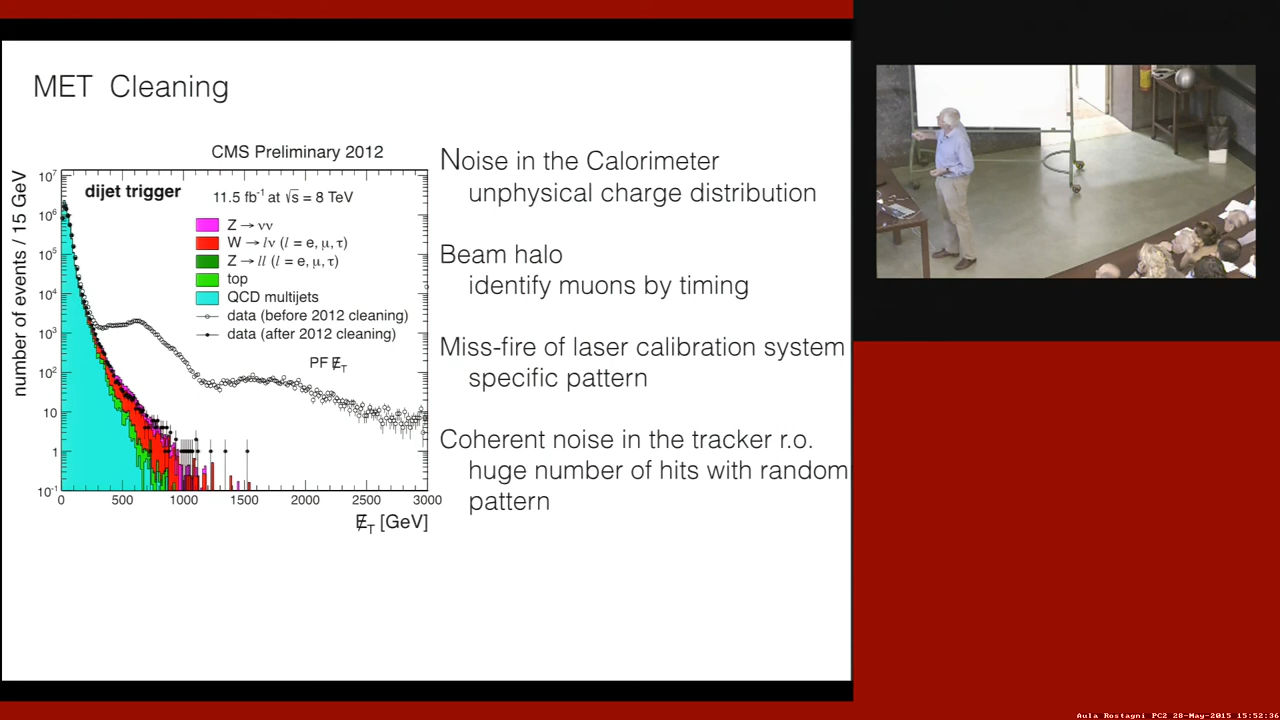 MET Cleaning
CMS Preliminary 2012
dijet trigger
11.5 fb⁻¹ at √s = 8 TeV
Z → νν
W → lν (l = e, μ, τ)
Z → ll (l = e, μ, τ)
top
QCD multijets
data (before 2012 cleaning)
data (after 2012 cleaning)
PF E̸_T
number of events / 15 GeV
10⁷
10⁶
10⁵
10⁴
10³
10²
10
1
10⁻¹
0 500 1000 1500 2000 2500 3000
E̸_T [GeV]
Noise in the Calorimeter
unphysical charge distribution
Beam halo
identify muons by timing
Miss-fire of laser calibration system
specific pattern
Coherent noise in the tracker r.o.
huge number of hits with random
pattern
Aula Rostagni PC2 28-May-2015 15:52:36